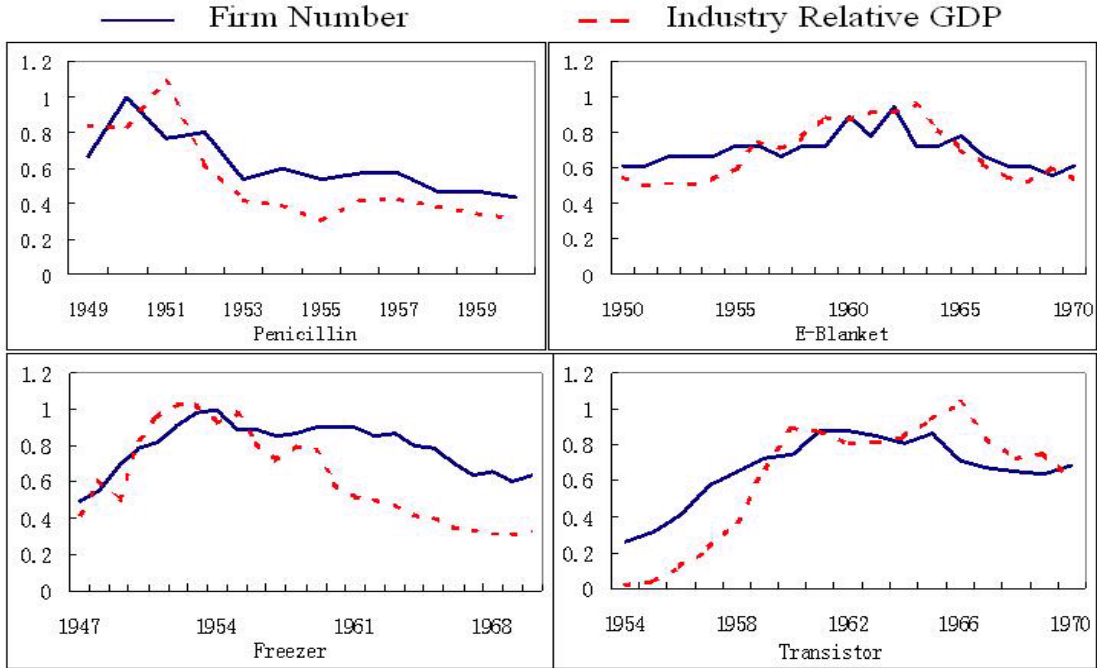 Firm Number
Industry Relative GDP
1.2
1
0.8
0.6
0.4
0.2
0
1949 1951 1953 1955 1957 1959
Penicillin
1.2
1
0.8
0.6
0.4
0.2
0
1950 1955 1960 1965 1970
E-Blanket
1.2
1
0.8
0.6
0.4
0.2
0
1947 1954 1961 1968
Freezer
1.2
1
0.8
0.6
0.4
0.2
0
1954 1958 1962 1966 1970
Transistor